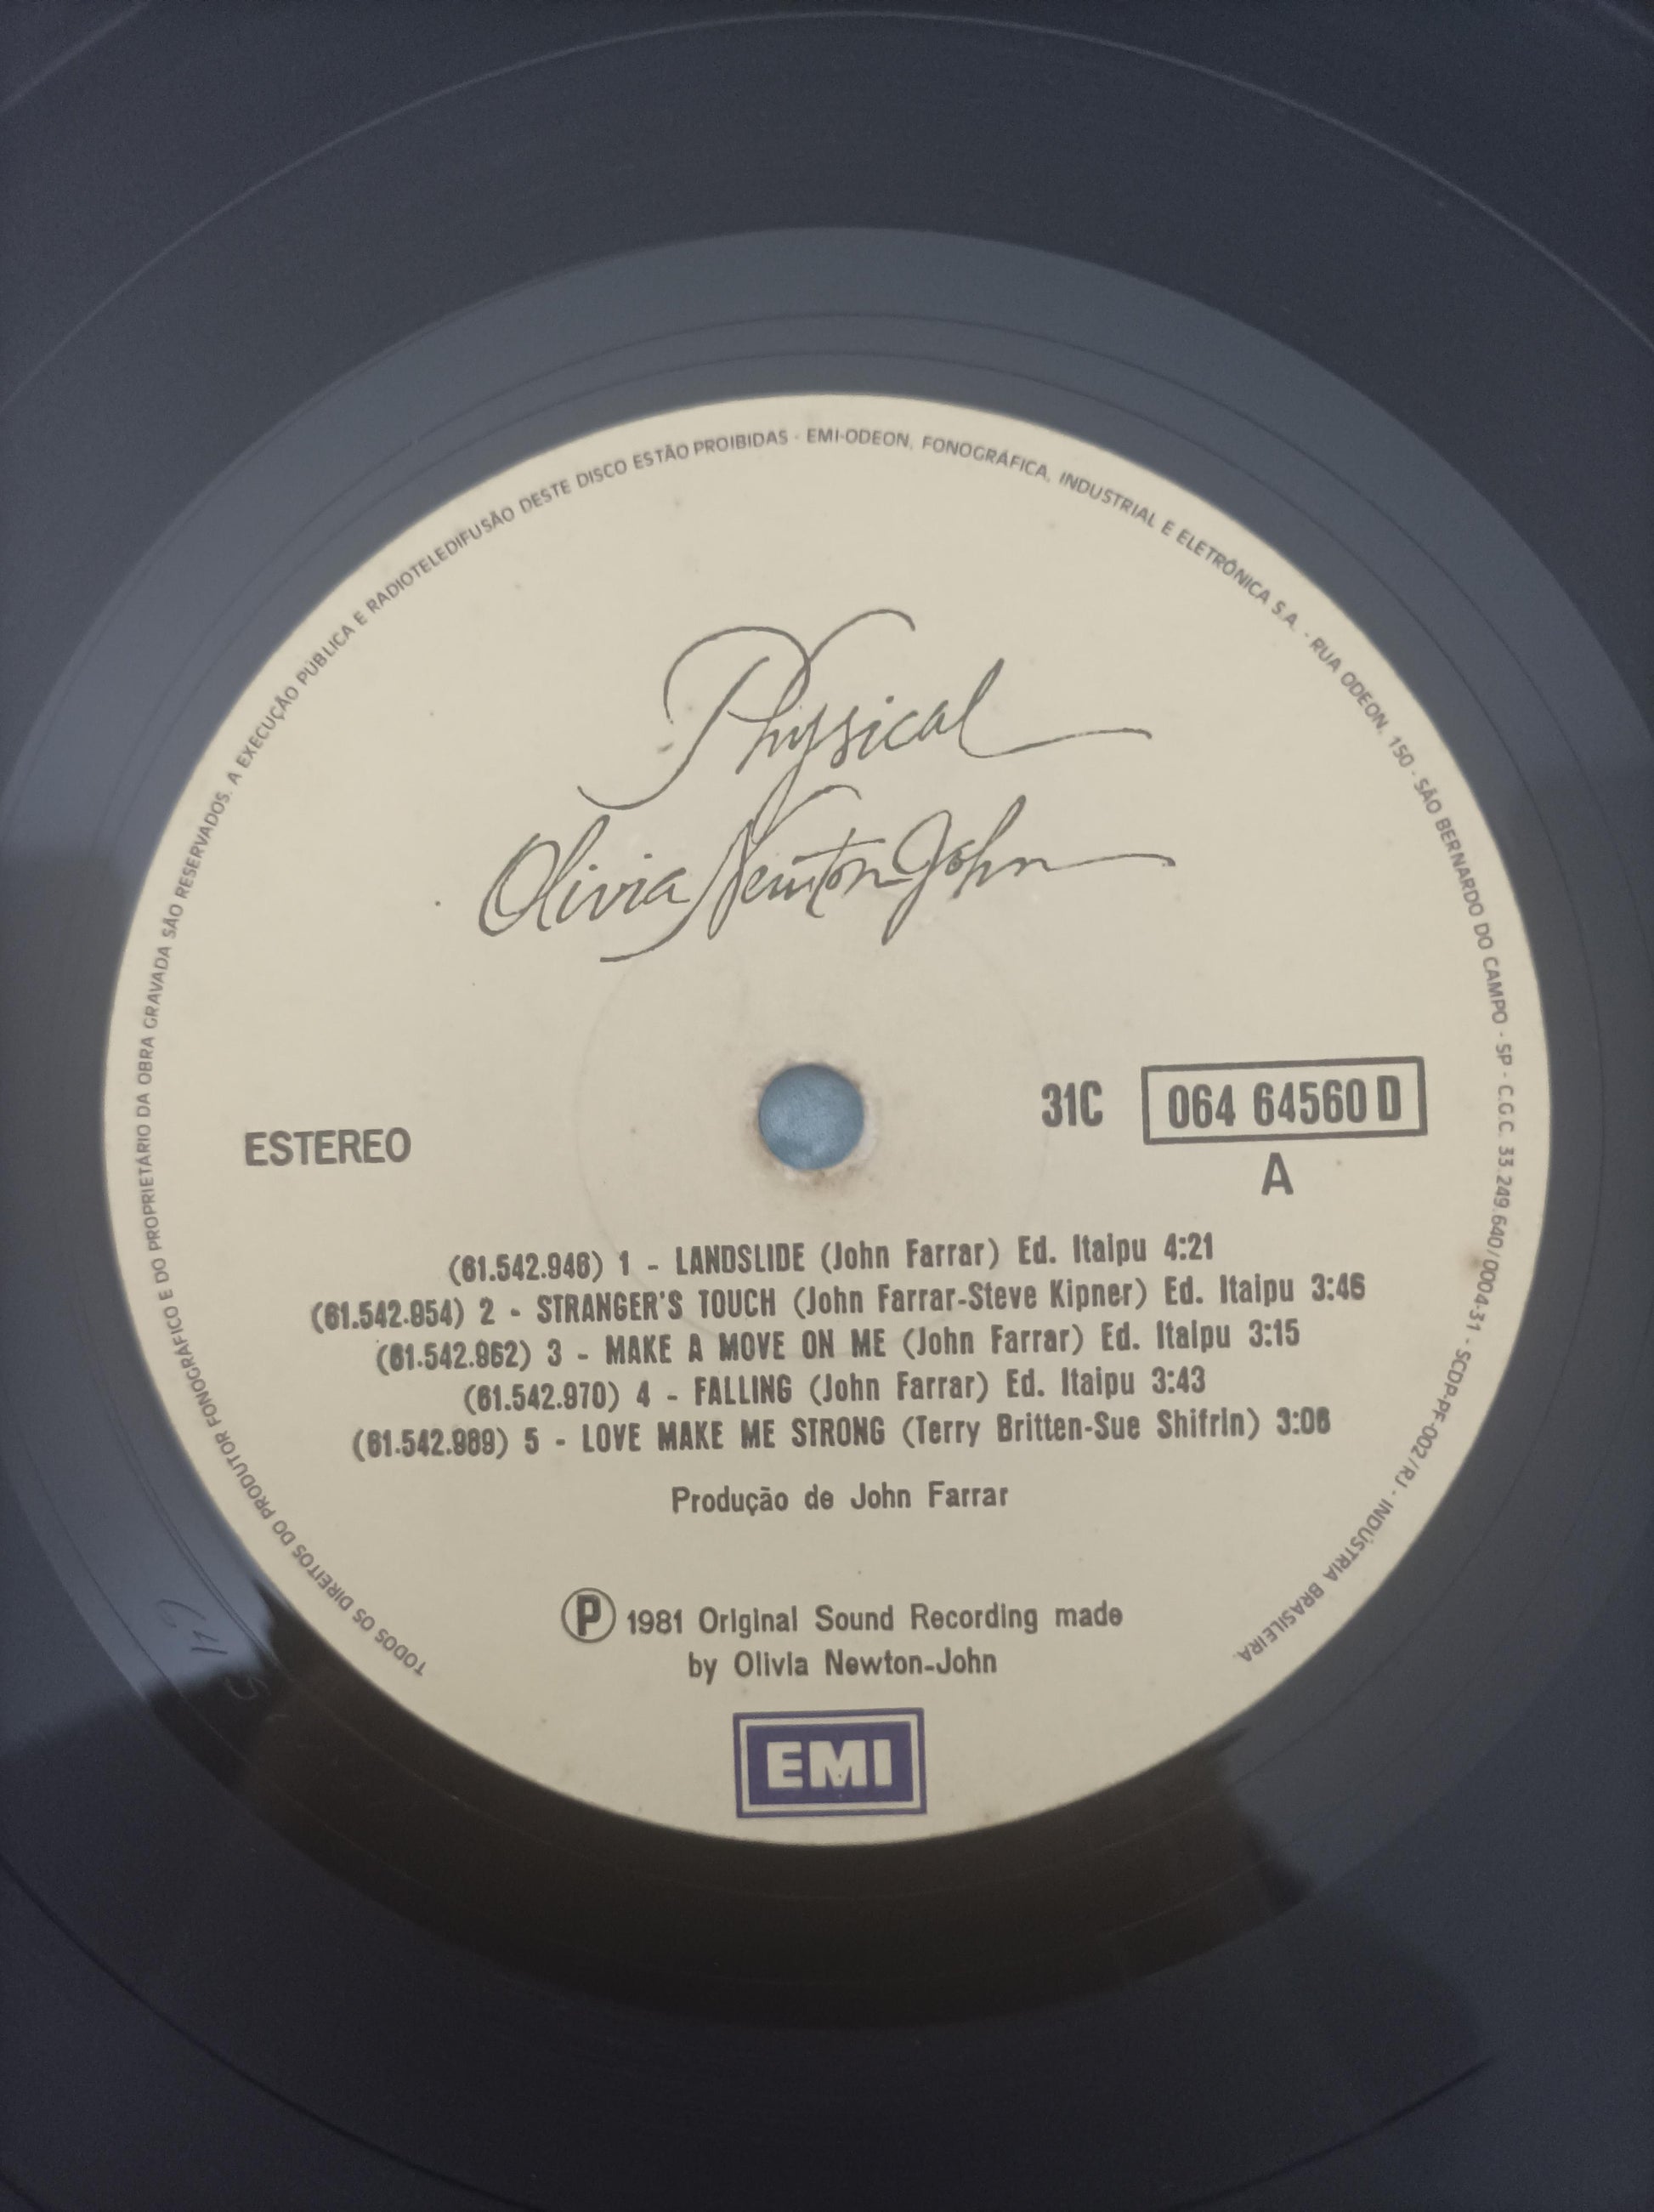 TODOS OS DIREITOS DO PRODUTOR FONOGRÁFICO E DO PROPRIETÁRIO DA OBRA GRAVADA SÃO RESERVADOS. A EXECUÇÃO PÚBLICA E RADIOTELEDIFUSÃO DESTE DISCO ESTÃO PROIBIDAS - EMI-ODEON, FONOGRÁFICA, INDUSTRIAL E ELETRÔNICA S.A. - RUA ODEON, 150 - SÃO BERNARDO DO CAMPO - SP - C.G.C. 33.249.640/0004-31 - SCDP-PF-002/RJ - INDÚSTRIA BRASILEIRA.
Physical
Olivia Newton-John
ESTEREO
31C 064 64560 D
A
(61.542.946) 1 - LANDSLIDE (John Farrar) Ed. Itaipu 4:21
(61.542.954) 2 - STRANGER'S TOUCH (John Farrar-Steve Kipner) Ed. Itaipu 3:46
(61.542.962) 3 - MAKE A MOVE ON ME (John Farrar) Ed. Itaipu 3:15
(61.542.970) 4 - FALLING (John Farrar) Ed. Itaipu 3:43
(61.542.989) 5 - LOVE MAKE ME STRONG (Terry Britten-Sue Shifrin) 3:06
Produção de John Farrar
Ⓟ 1981 Original Sound Recording made
by Olivia Newton-John
EMI